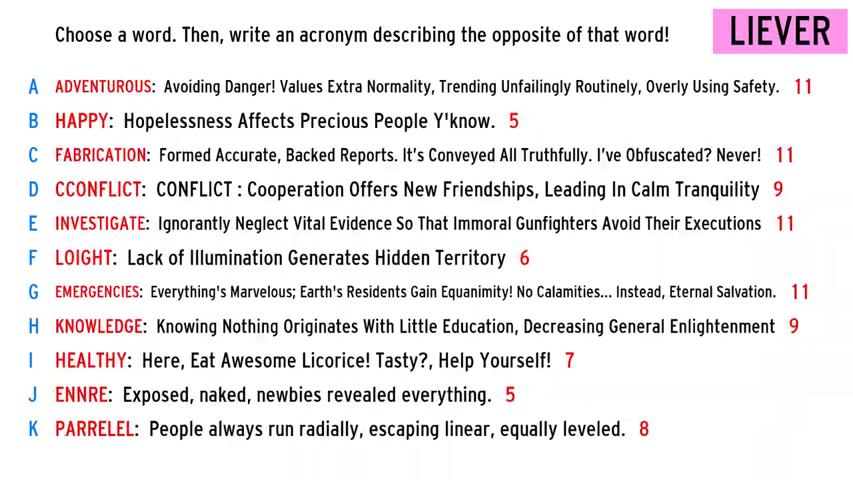 Choose a word. Then, write an acronym describing the opposite of that word!
LIEVER
A ADVENTUROUS: Avoiding Danger! Values Extra Normality, Trending Unfailingly Routinely, Overly Using Safety. 11
B HAPPY: Hopelessness Affects Precious People Y'know. 5
C FABRICATION: Formed Accurate, Backed Reports. It's Conveyed All Truthfully. I've Obfuscated? Never! 11
D CCONFLICT: CONFLICT : Cooperation Offers New Friendships, Leading In Calm Tranquility 9
E INVESTIGATE: Ignorantly Neglect Vital Evidence So That Immoral Gunfighters Avoid Their Executions 11
F LOIGHT: Lack of Illumination Generates Hidden Territory 6
G EMERGENCIES: Everything's Marvelous; Earth's Residents Gain Equanimity! No Calamities... Instead, Eternal Salvation. 11
H KNOWLEDGE: Knowing Nothing Originates With Little Education, Decreasing General Enlightenment 9
I HEALTHY: Here, Eat Awesome Licorice! Tasty?, Help Yourself! 7
J ENNRE: Exposed, naked, newbies revealed everything. 5
K PARRELEL: People always run radially, escaping linear, equally leveled. 8